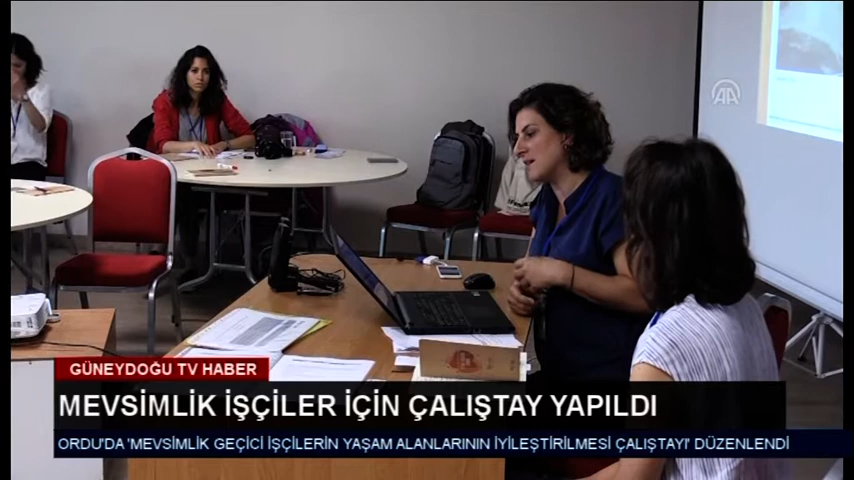 AA
GÜNEYDOĞU TV HABER
MEVSİMLİK İŞÇİLER İÇİN ÇALIŞTAY YAPILDI
ORDU'DA 'MEVSİMLİK GEÇİCİ İŞÇİLERİN YAŞAM ALANLARININ İYİLEŞTİRİLMESİ ÇALIŞTAYI' DÜZENLENDİ